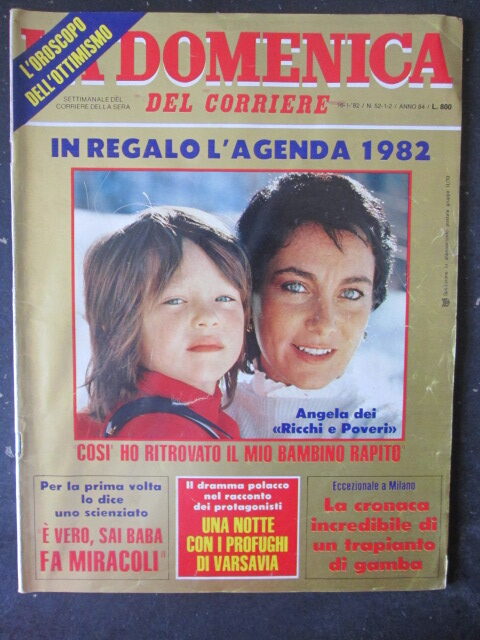 L'OROSCOPO
DELL'OTTIMISMO
LA DOMENICA
SETTIMANALE DEL
CORRIERE DELLA SERA
DEL CORRIERE
/ N. 52-1-2 / ANNO 84 / L. 800
IN REGALO L'AGENDA 1982
Angela dei
«Ricchi e Poveri»
COSI' HO RITROVATO IL MIO BAMBINO RAPITO
Per la prima volta
lo dice
uno scienziato
"È VERO, SAI BABA
FA MIRACOLI"
Il dramma polacco
nel racconto
dei protagonisti
UNA NOTTE
CON I PROFUGHI
DI VARSAVIA
Eccezionale a Milano
La cronaca
incredibile di
un trapianto
di gamba